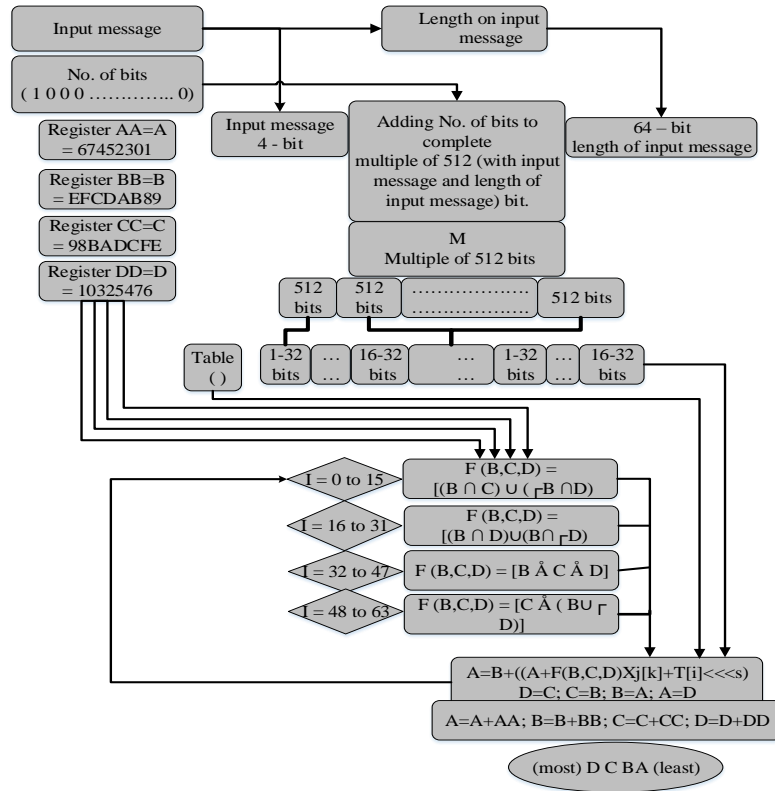 Input message
Length on input
message
No. of bits
( 1 0 0 0 ………….. 0)
Register AA=A
= 67452301
Input message
4 - bit
Adding No. of bits to
complete
multiple of 512 (with input
message and length of
input message) bit.
64 – bit
length of input message
Register BB=B
= EFCDAB89
Register CC=C
= 98BADCFE
M
Multiple of 512 bits
Register DD=D
= 10325476
512
bits
512
bits
………………
………………
512 bits
Table
( )
1-32
bits
…
…
16-32
bits
…
…
1-32
bits
…
…
16-32
bits
I = 0 to 15
F (B,C,D) =
[(B ∩ C) ∪ (┌B ∩D)
I = 16 to 31
F (B,C,D) =
[(B ∩ D)∪(B∩┌D)
I = 32 to 47
F (B,C,D) = [B Å C Å D]
I = 48 to 63
F (B,C,D) = [C Å ( B∪┌
D)]
A=B+((A+F(B,C,D)Xj[k]+T[i]<<<s)
D=C; C=B; B=A; A=D
A=A+AA; B=B+BB; C=C+CC; D=D+DD
(most) D C BA (least)